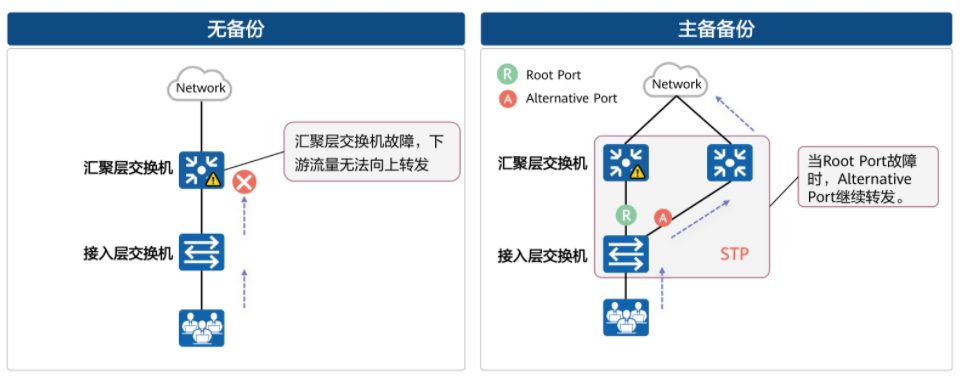 无备份
Network
汇聚层交换机
汇聚层交换机故障，下
游流量无法向上转发
接入层交换机
主备备份
R Root Port
A Alternative Port
Network
汇聚层交换机
当Root Port故障
时，Alternative
Port继续转发。
R
A
接入层交换机
STP